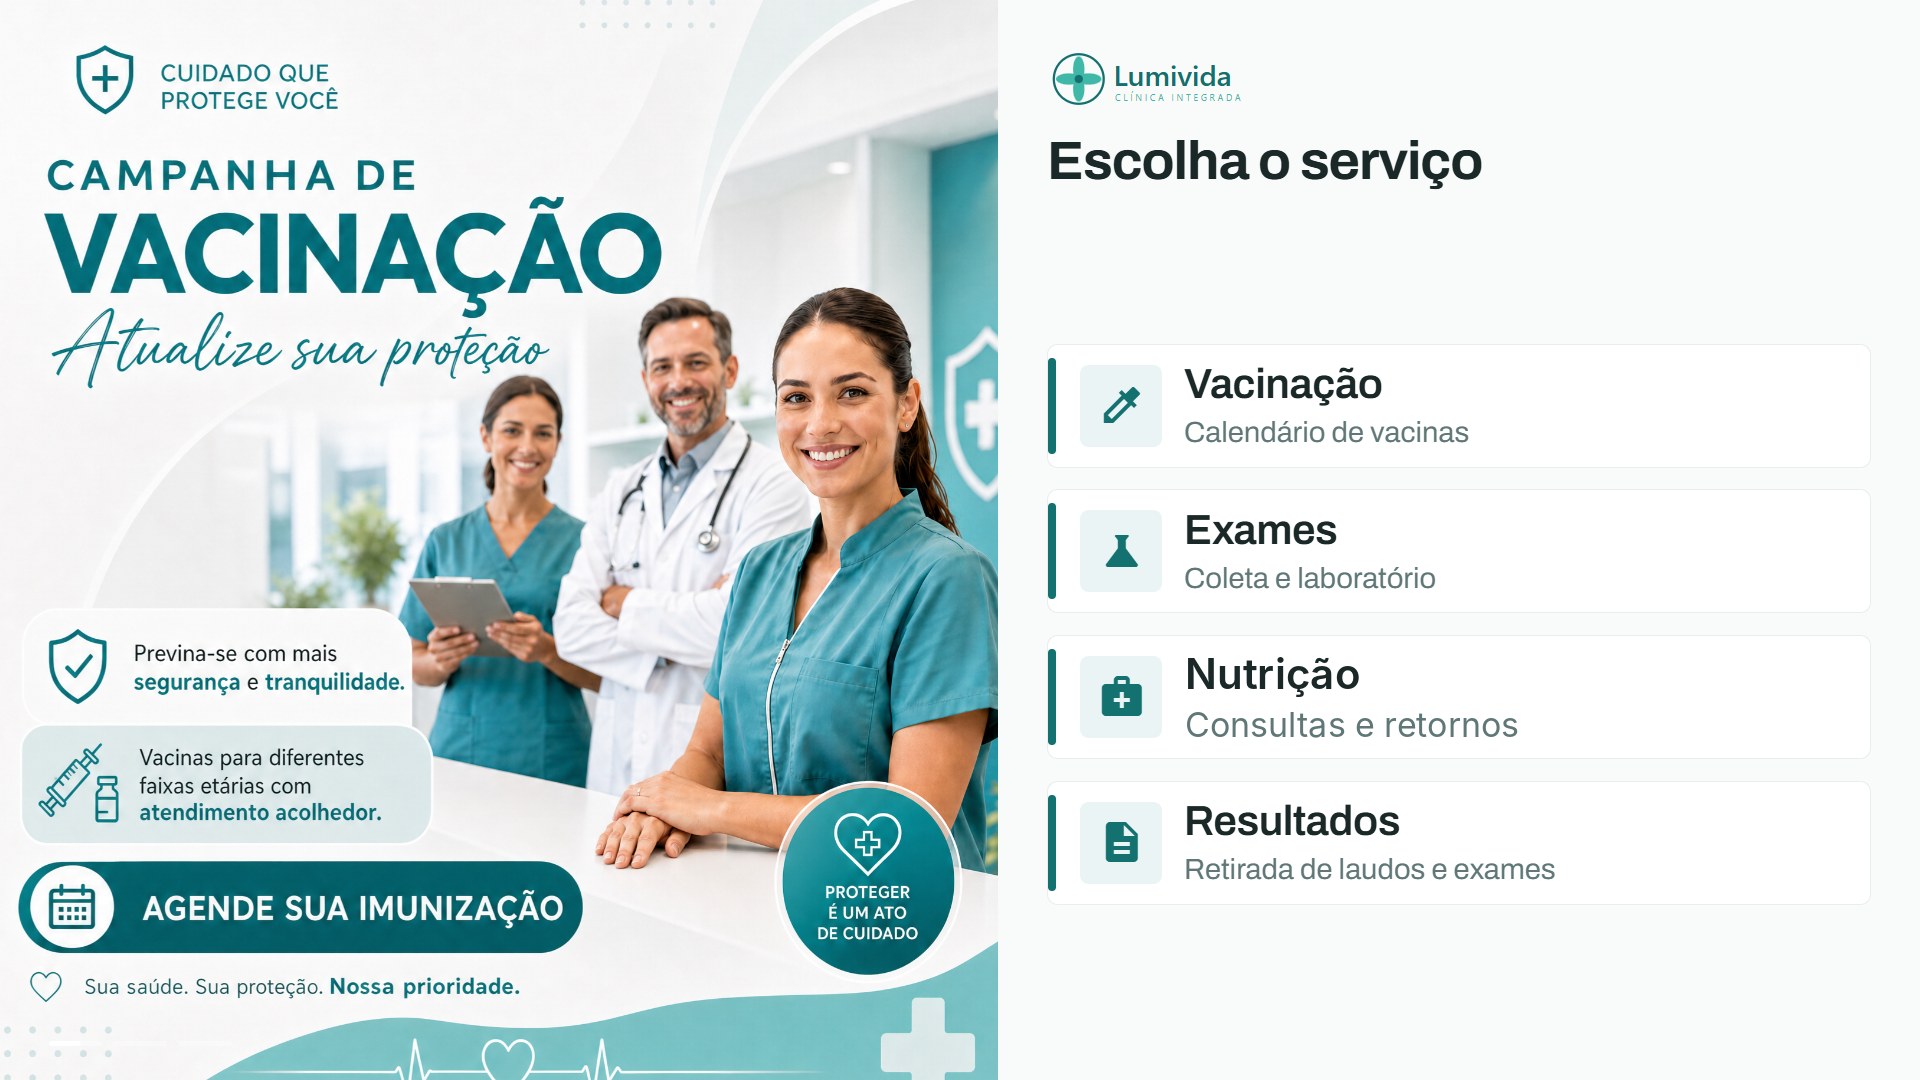 CUIDADO QUE
PROTEGE VOCÊ
CAMPANHA DE
VACINAÇÃO
Atualize sua proteção
Previna-se com mais
segurança e tranquilidade.
Vacinas para diferentes
faixas etárias com
atendimento acolhedor.
AGENDE SUA IMUNIZAÇÃO
PROTEGER
É UM ATO
DE CUIDADO
Sua saúde. Sua proteção. Nossa prioridade.
Lumivida
CLÍNICA INTEGRADA
Escolha o serviço
Vacinação
Calendário de vacinas
Exames
Coleta e laboratório
Nutrição
Consultas e retornos
Resultados
Retirada de laudos e exames